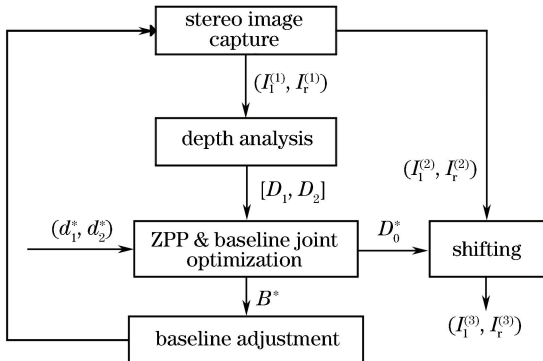 stereo image
capture
(I_l^(1), I_r^(1))
depth analysis
(I_l^(2), I_r^(2))
[D_1, D_2]
(d_1^*, d_2^*)
ZPP & baseline joint
optimization
D_0^*
shifting
B^*
(I_l^(3), I_r^(3))
baseline adjustment